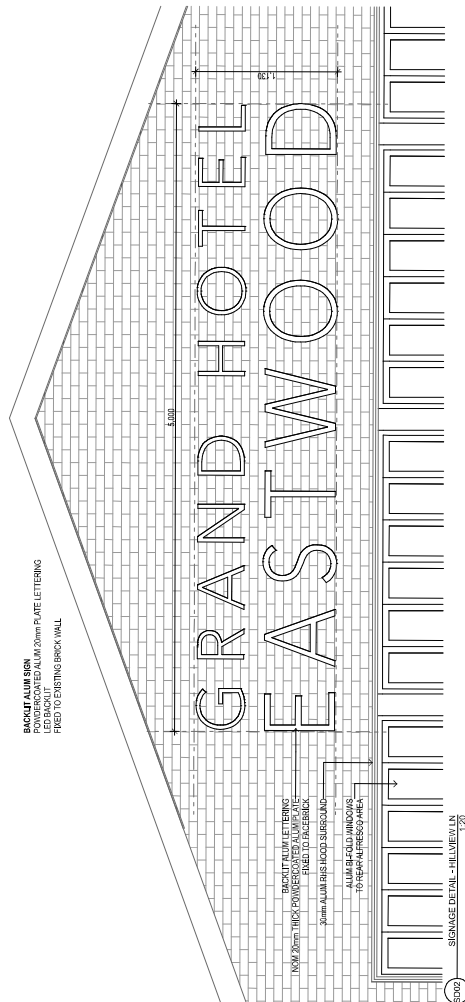 BACKLIT ALUM SIGN
POWDERCOATED ALUM 20mm PLATE LETTERING
LED BACKLIT
FIXED TO EXISTING BRICK WALL
5,000
1,130
GRAND HOTEL
EASTWOOD
BACKLIT ALUM LETTERING
NOM 20mm THICK POWDERCOATED ALUM PLATE
FIXED TO FACEBRICK
30mm ALUM RHS HOOD SURROUND
ALUM BI-FOLD WINDOWS
TO REAR ALFRESCO AREA
SD02
SIGNAGE DETAIL - HILLVIEW LN
1:20